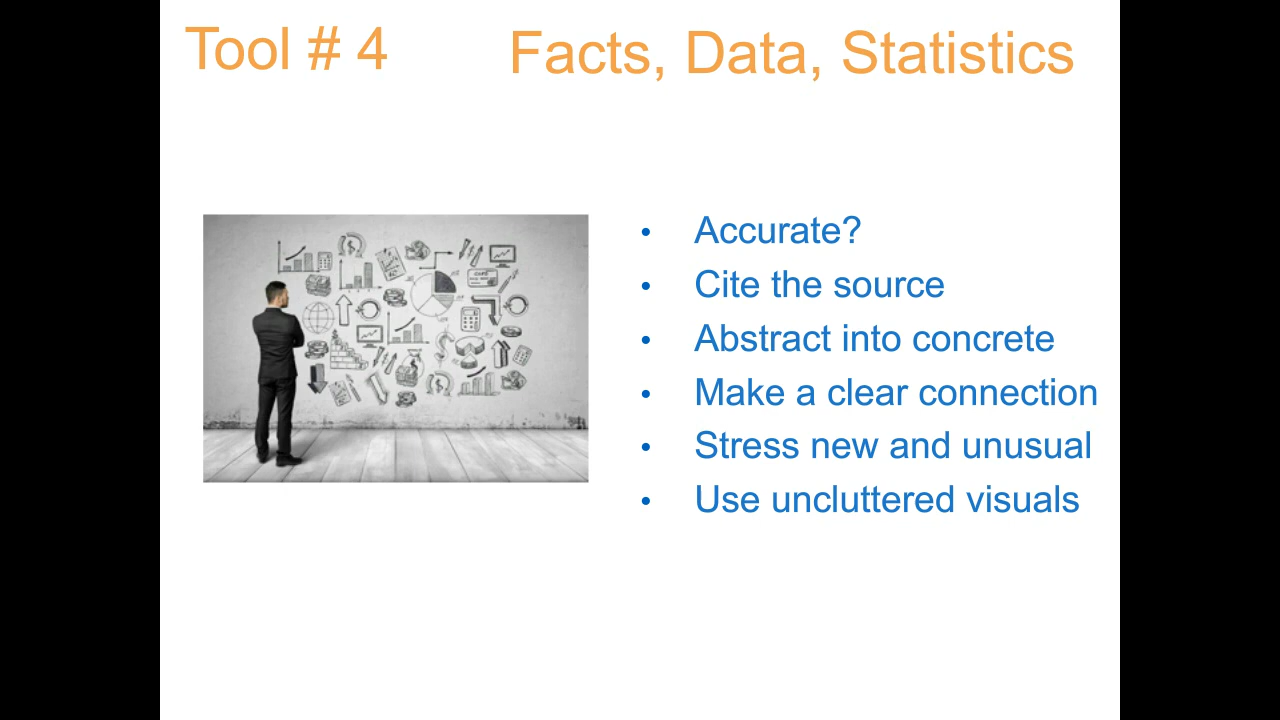 Tool # 4
Facts, Data, Statistics
• Accurate?
• Cite the source
• Abstract into concrete
• Make a clear connection
• Stress new and unusual
• Use uncluttered visuals